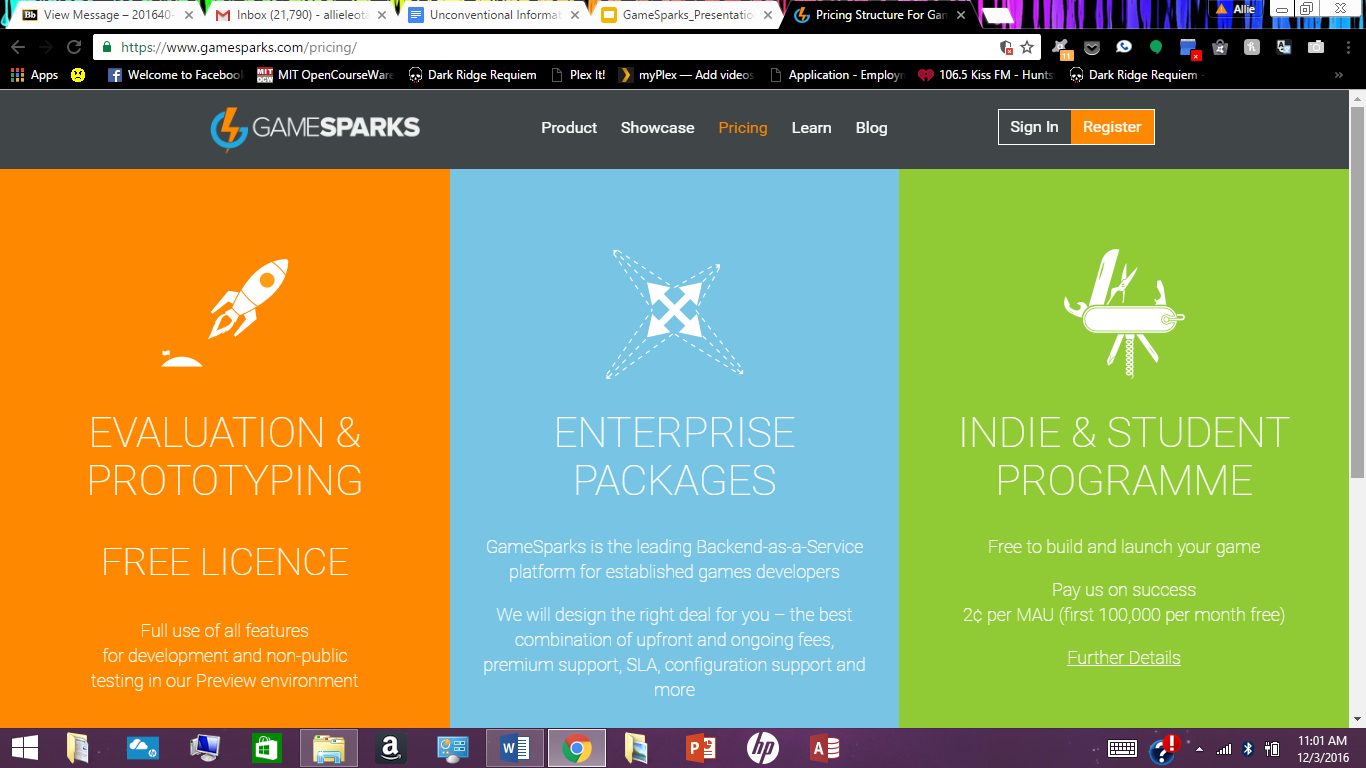 View Message – 201640-
Inbox (21,790) - allieleota
Unconventional Informat
GameSparks_Presentatio
Pricing Structure For Gam
Allie
https://www.gamesparks.com/pricing/
11
Apps
Welcome to Facebook
MIT OpenCourseWare
Dark Ridge Requiem
Plex It!
myPlex — Add videos
Application - Employm
106.5 Kiss FM - Hunts
Dark Ridge Requiem -
»
GAMESPARKS
Product
Showcase
Pricing
Learn
Blog
Sign In
Register
EVALUATION &
PROTOTYPING
FREE LICENCE
Full use of all features
for development and non-public
testing in our Preview environment
ENTERPRISE
PACKAGES
GameSparks is the leading Backend-as-a-Service
platform for established games developers
We will design the right deal for you – the best
combination of upfront and ongoing fees,
premium support, SLA, configuration support and
more
INDIE & STUDENT
PROGRAMME
Free to build and launch your game
Pay us on success
2¢ per MAU (first 100,000 per month free)
Further Details
11:01 AM
12/3/2016